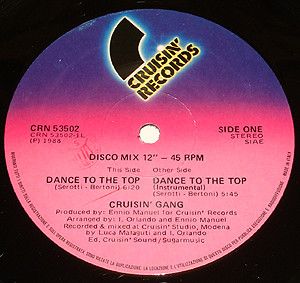 CRUISIN'
RECORDS
CRN 53502
CRN 53502-1L
(P) 1988
SIDE ONE
STEREO
SIAE
DISCO MIX 12" – 45 RPM
This Side Other Side
DANCE TO THE TOP DANCE TO THE TOP
(Serotti - Bertoni) 6:20 (Instrumental)
(Serotti - Bertoni) 5:45
CRUISIN' GANG
Produced by: Ennio Manuel for Cruisin' Records
Arranged by: I. Orlando and Ennio Manuel
Recorded & mixed at Cruisin' Studio, Modena
by Luca Malaguti and I. Orlando
Ed. Cruisin' Sound / Sugarmusic